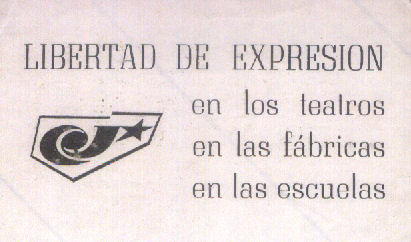 LIBERTAD DE EXPRESION
en los teatros
en las fábricas
en las escuelas